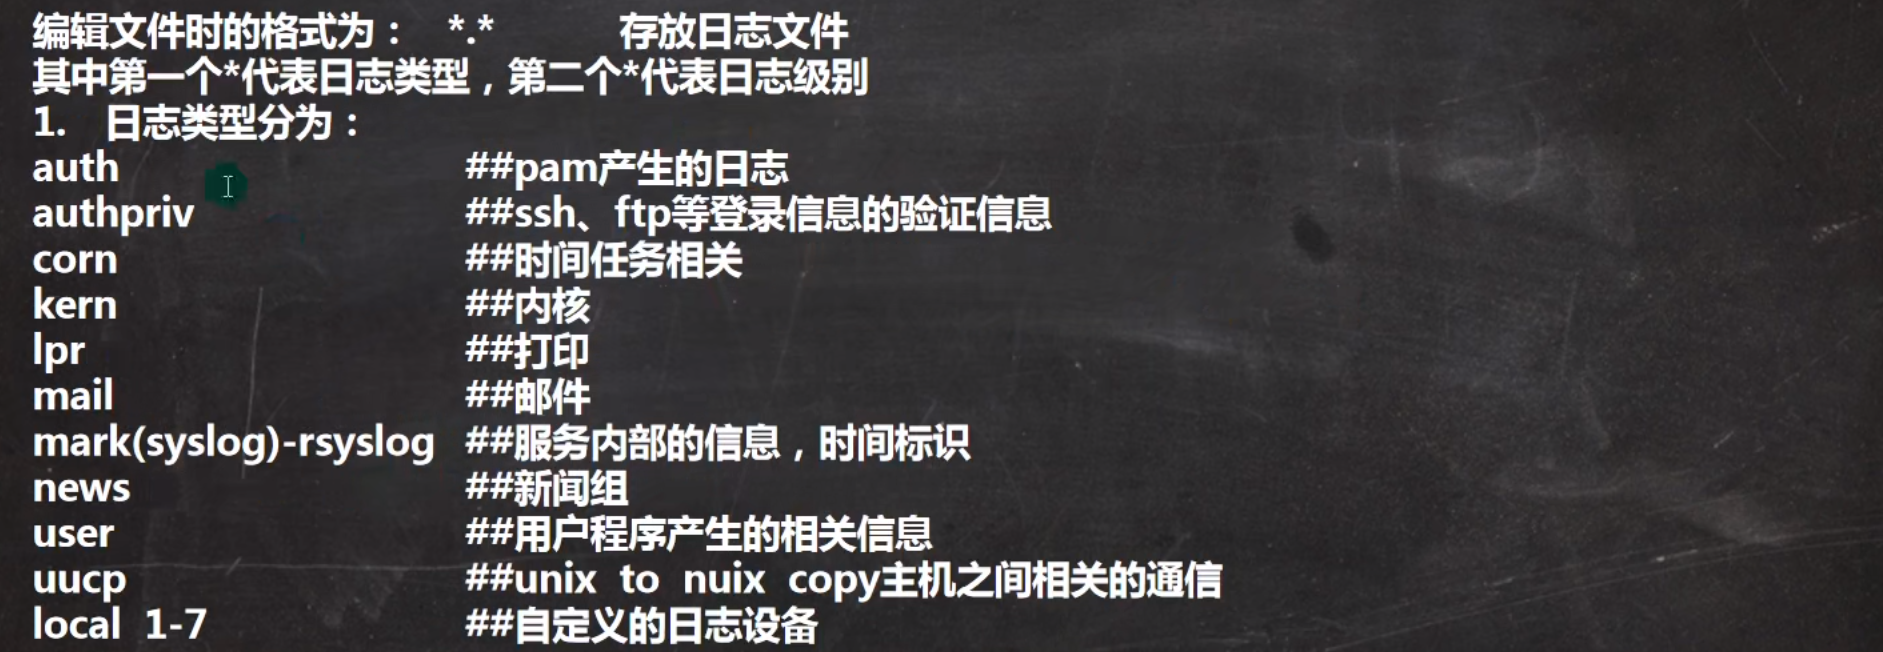 编辑文件时的格式为： *.* 存放日志文件
其中第一个*代表日志类型，第二个*代表日志级别
1. 日志类型分为：
auth ##pam产生的日志
authpriv ##ssh、ftp等登录信息的验证信息
corn ##时间任务相关
kern ##内核
lpr ##打印
mail ##邮件
mark(syslog)-rsyslog ##服务内部的信息，时间标识
news ##新闻组
user ##用户程序产生的相关信息
uucp ##unix to nuix copy主机之间相关的通信
local 1-7 ##自定义的日志设备